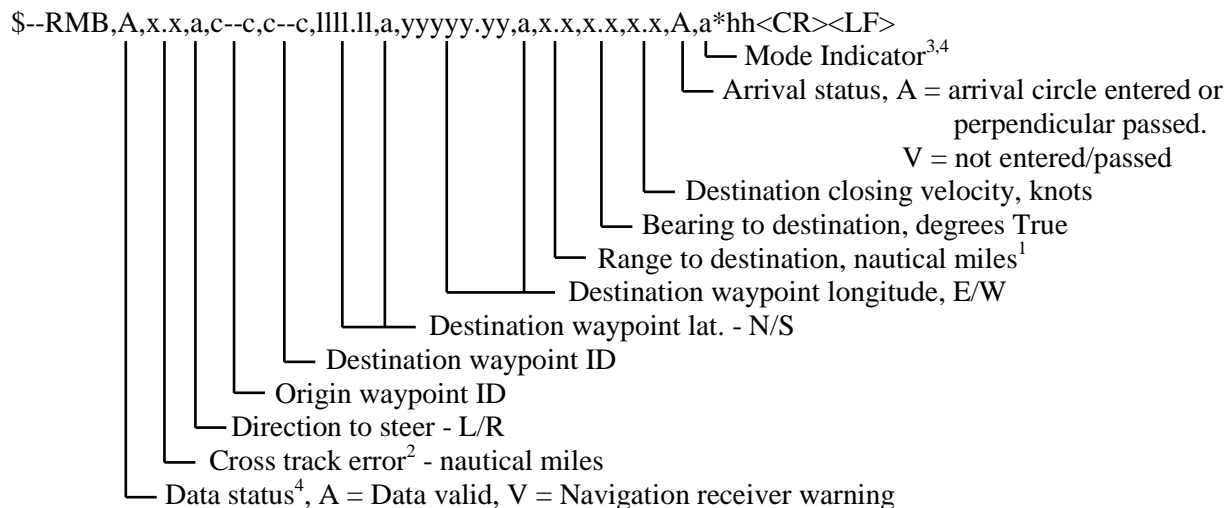 $--RMB,A,x.x,a,c--c,c--c,llll.ll,a,yyyyy.yy,a,x.x,x.x,x.x,A,a*hh<CR><LF>
Mode Indicator3,4
Arrival status, A = arrival circle entered or
perpendicular passed.
V = not entered/passed
Destination closing velocity, knots
Bearing to destination, degrees True
Range to destination, nautical miles1
Destination waypoint longitude, E/W
Destination waypoint lat. - N/S
Destination waypoint ID
Origin waypoint ID
Direction to steer - L/R
Cross track error2 - nautical miles
Data status4, A = Data valid, V = Navigation receiver warning